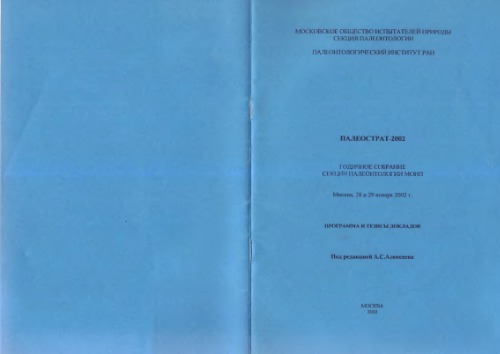 МОСКОВСКОЕ ОБЩЕСТВО ИСПЫТАТЕЛЕЙ ПРИРОДЫ
СЕКЦИЯ ПАЛЕОНТОЛОГИИ
ПАЛЕОНТОЛОГИЧЕСКИЙ ИНСТИТУТ РАН
ПАЛЕОСТРАТ-2002
ГОДИЧНОЕ СОБРАНИЕ
СЕКЦИИ ПАЛЕОНТОЛОГИИ МОИП
Москва, 28 и 29 января 2002 г.
ПРОГРАММА И ТЕЗИСЫ ДОКЛАДОВ
Под редакцией А.С.Алексеева
МОСКВА
2002